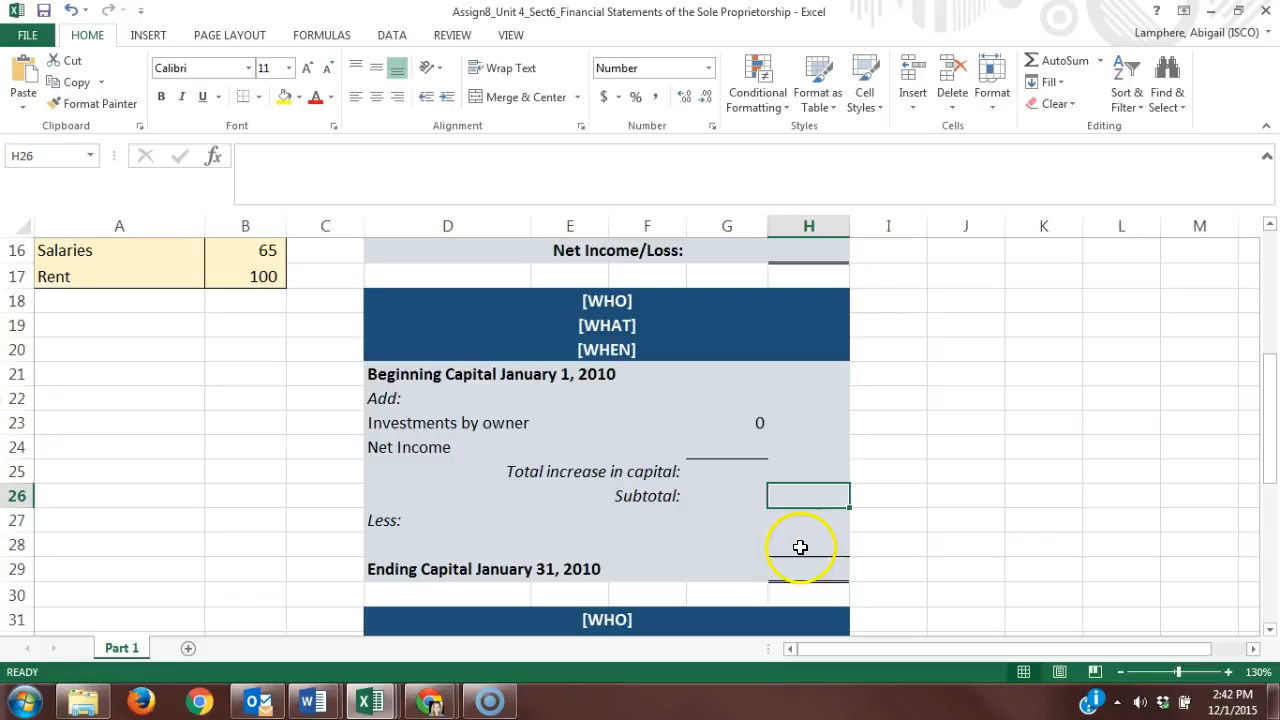 Assign8_Unit 4_Sect6_Financial Statements of the Sole Proprietorship - Excel
?
FILE HOME INSERT PAGE LAYOUT FORMULAS DATA REVIEW VIEW
Lamphere, Abigail (ISCO)
Paste
Cut
Copy
Format Painter
Clipboard
Calibri 11
B I U
Font
Wrap Text
Merge & Center
Alignment
Number
$ % ,
Number
Conditional Formatting
Format as Table
Cell Styles
Styles
Insert
Delete
Format
Cells
AutoSum
Fill
Clear
Sort & Filter
Find & Select
Editing
H26
fx
A B C D E F G H I J K L M
16 Salaries 65 Net Income/Loss:
17 Rent 100
18 [WHO]
19 [WHAT]
20 [WHEN]
21 Beginning Capital January 1, 2010
22 Add:
23 Investments by owner 0
24 Net Income
25 Total increase in capital:
26 Subtotal:
27 Less:
28
29 Ending Capital January 31, 2010
30
31 [WHO]
Part 1
READY
130%
2:42 PM
12/1/2015